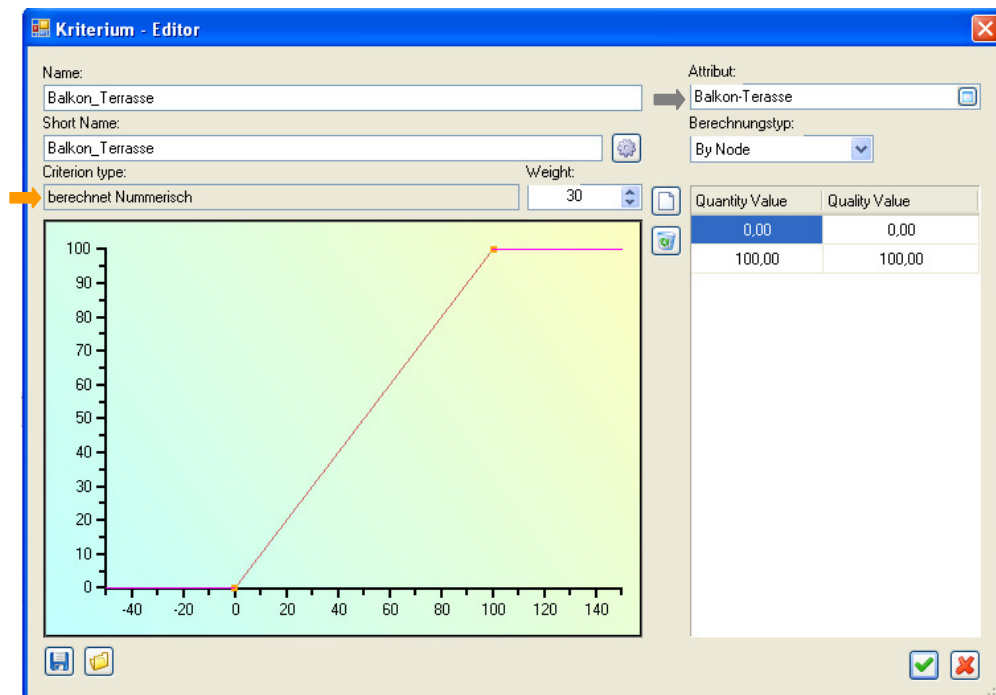 Kriterium - Editor
Name:
Balkon_Terrasse
Attribut:
Balkon-Terasse
Short Name:
Balkon_Terrasse
Berechnungstyp:
By Node
Criterion type:
berechnet Nummerisch
Weight:
30
Quantity Value Quality Value
0,00 0,00
100,00 100,00
100
90
80
70
60
50
40
30
20
10
0
-40 -20 0 20 40 60 80 100 120 140